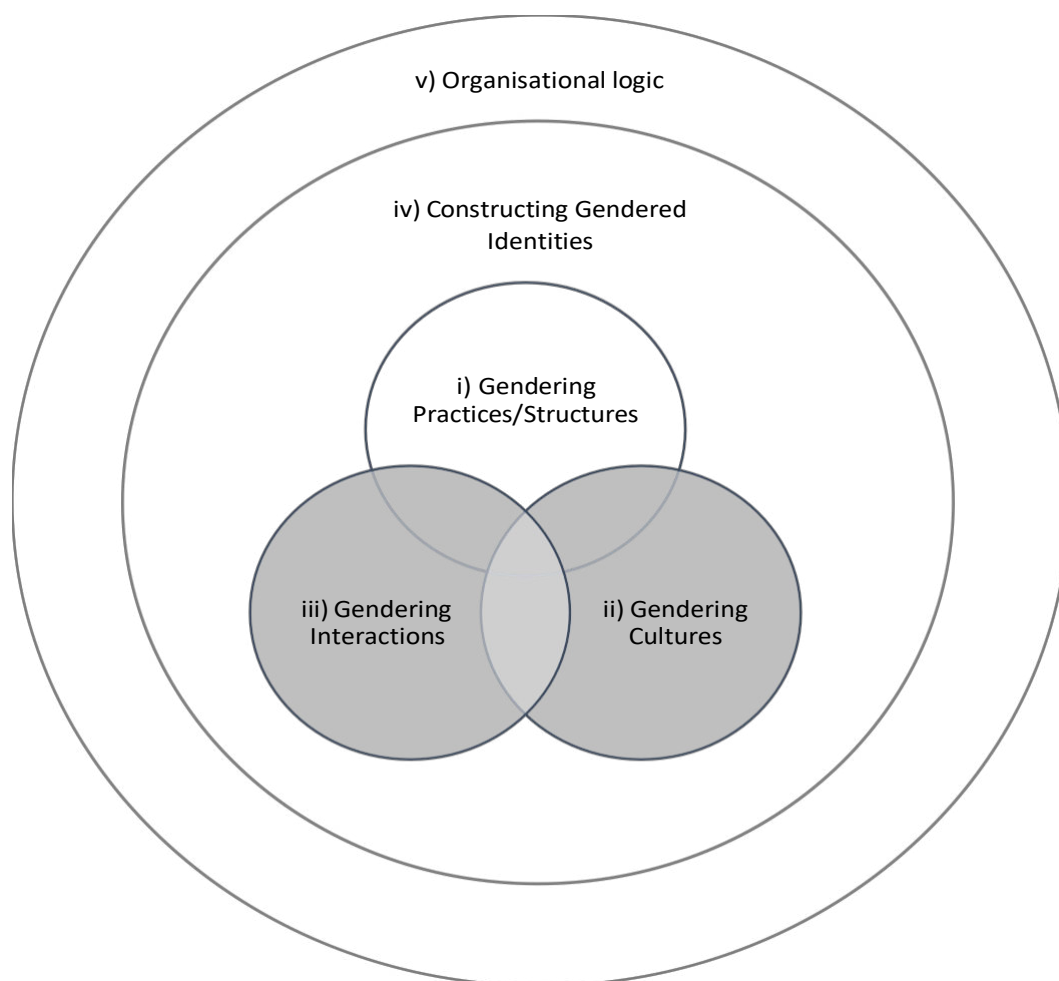 v) Organisational logic
iv) Constructing Gendered
Identities
i) Gendering
Practices/Structures
iii) Gendering
Interactions
ii) Gendering
Cultures